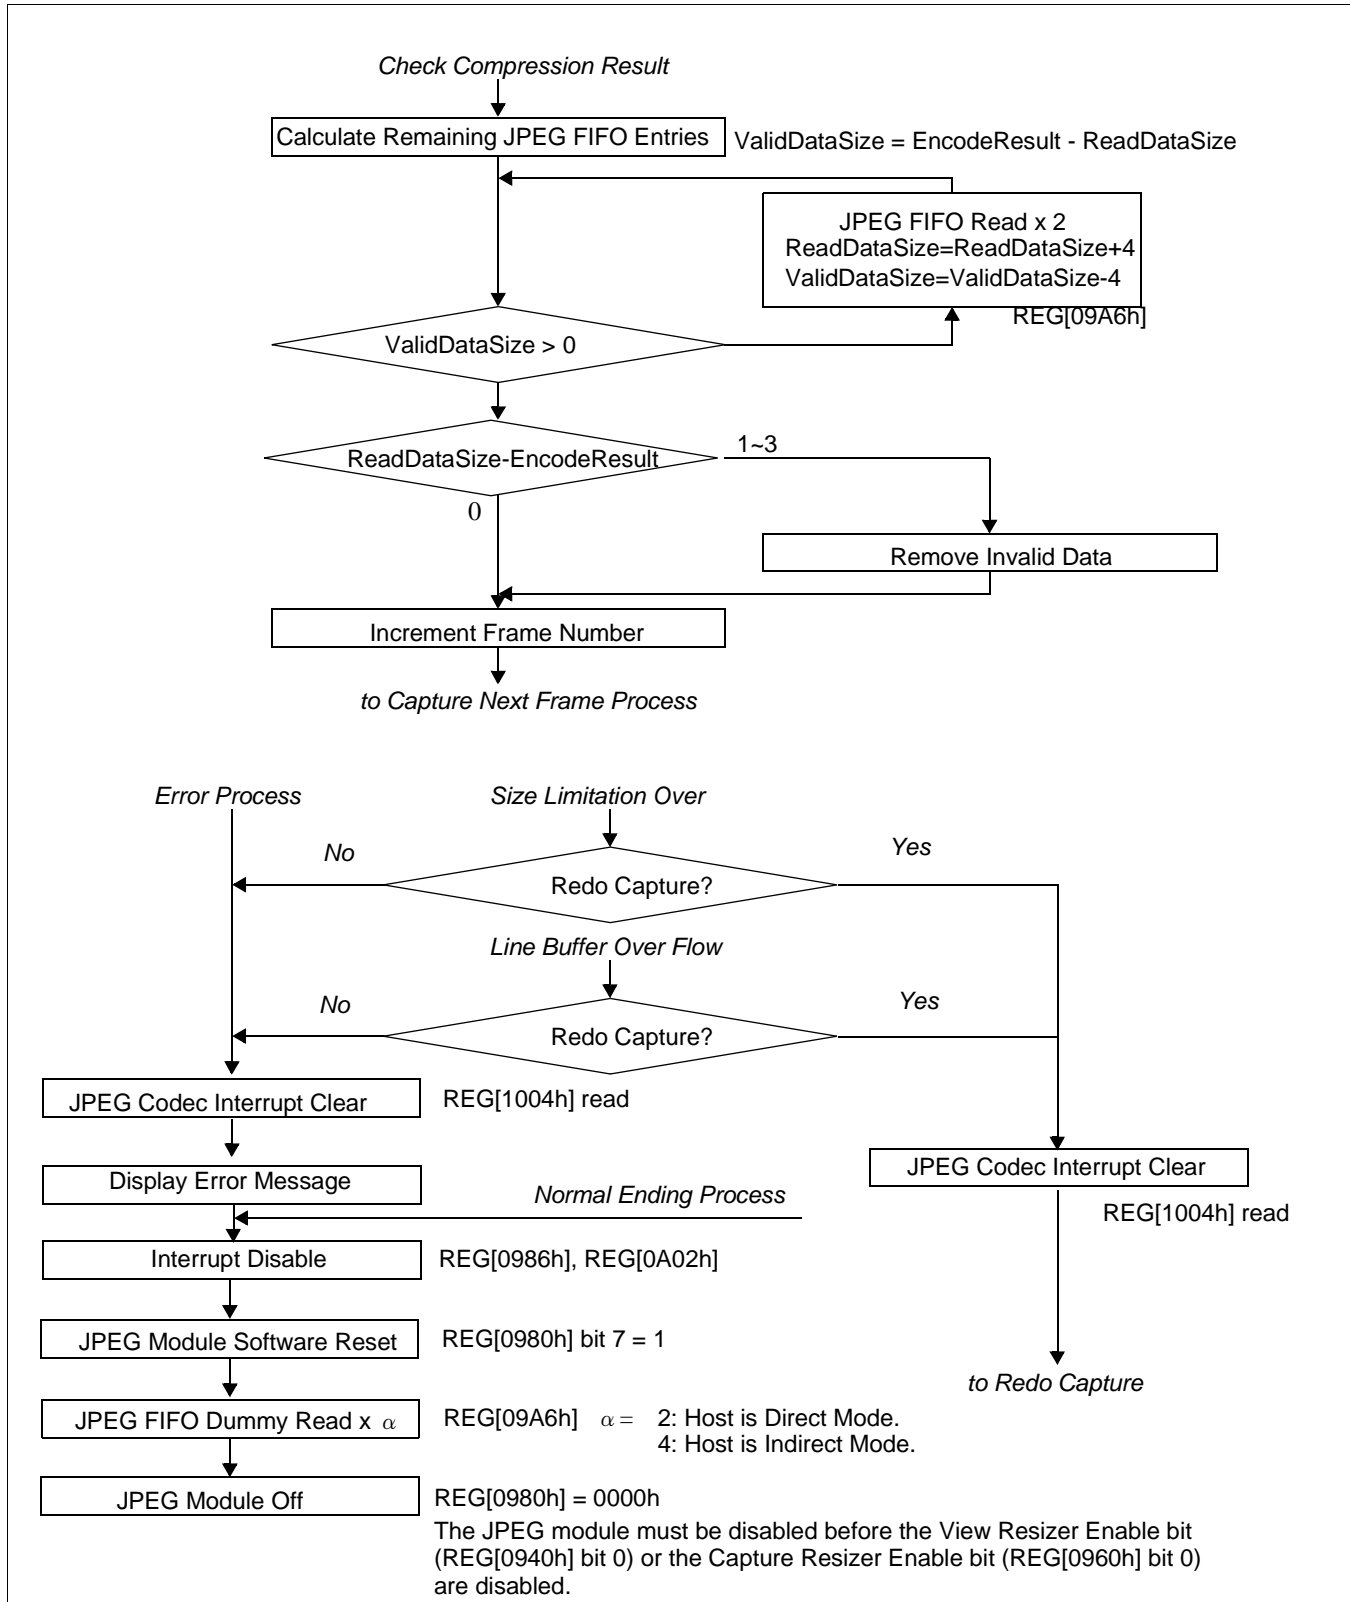 Check Compression Result
Calculate Remaining JPEG FIFO Entries
ValidDataSize = EncodeResult - ReadDataSize
JPEG FIFO Read x 2
ReadDataSize=ReadDataSize+4
ValidDataSize=ValidDataSize-4
REG[09A6h]
ValidDataSize > 0
ReadDataSize-EncodeResult
1~3
0
Remove Invalid Data
Increment Frame Number
to Capture Next Frame Process
Error Process
Size Limitation Over
No
Redo Capture?
Yes
Line Buffer Over Flow
No
Redo Capture?
Yes
JPEG Codec Interrupt Clear
REG[1004h] read
Display Error Message
JPEG Codec Interrupt Clear
Normal Ending Process
REG[1004h] read
Interrupt Disable
REG[0986h], REG[0A02h]
JPEG Module Software Reset
REG[0980h] bit 7 = 1
to Redo Capture
JPEG FIFO Dummy Read x α
REG[09A6h] α = 2: Host is Direct Mode.
4: Host is Indirect Mode.
JPEG Module Off
REG[0980h] = 0000h
The JPEG module must be disabled before the View Resizer Enable bit
(REG[0940h] bit 0) or the Capture Resizer Enable bit (REG[0960h] bit 0)
are disabled.